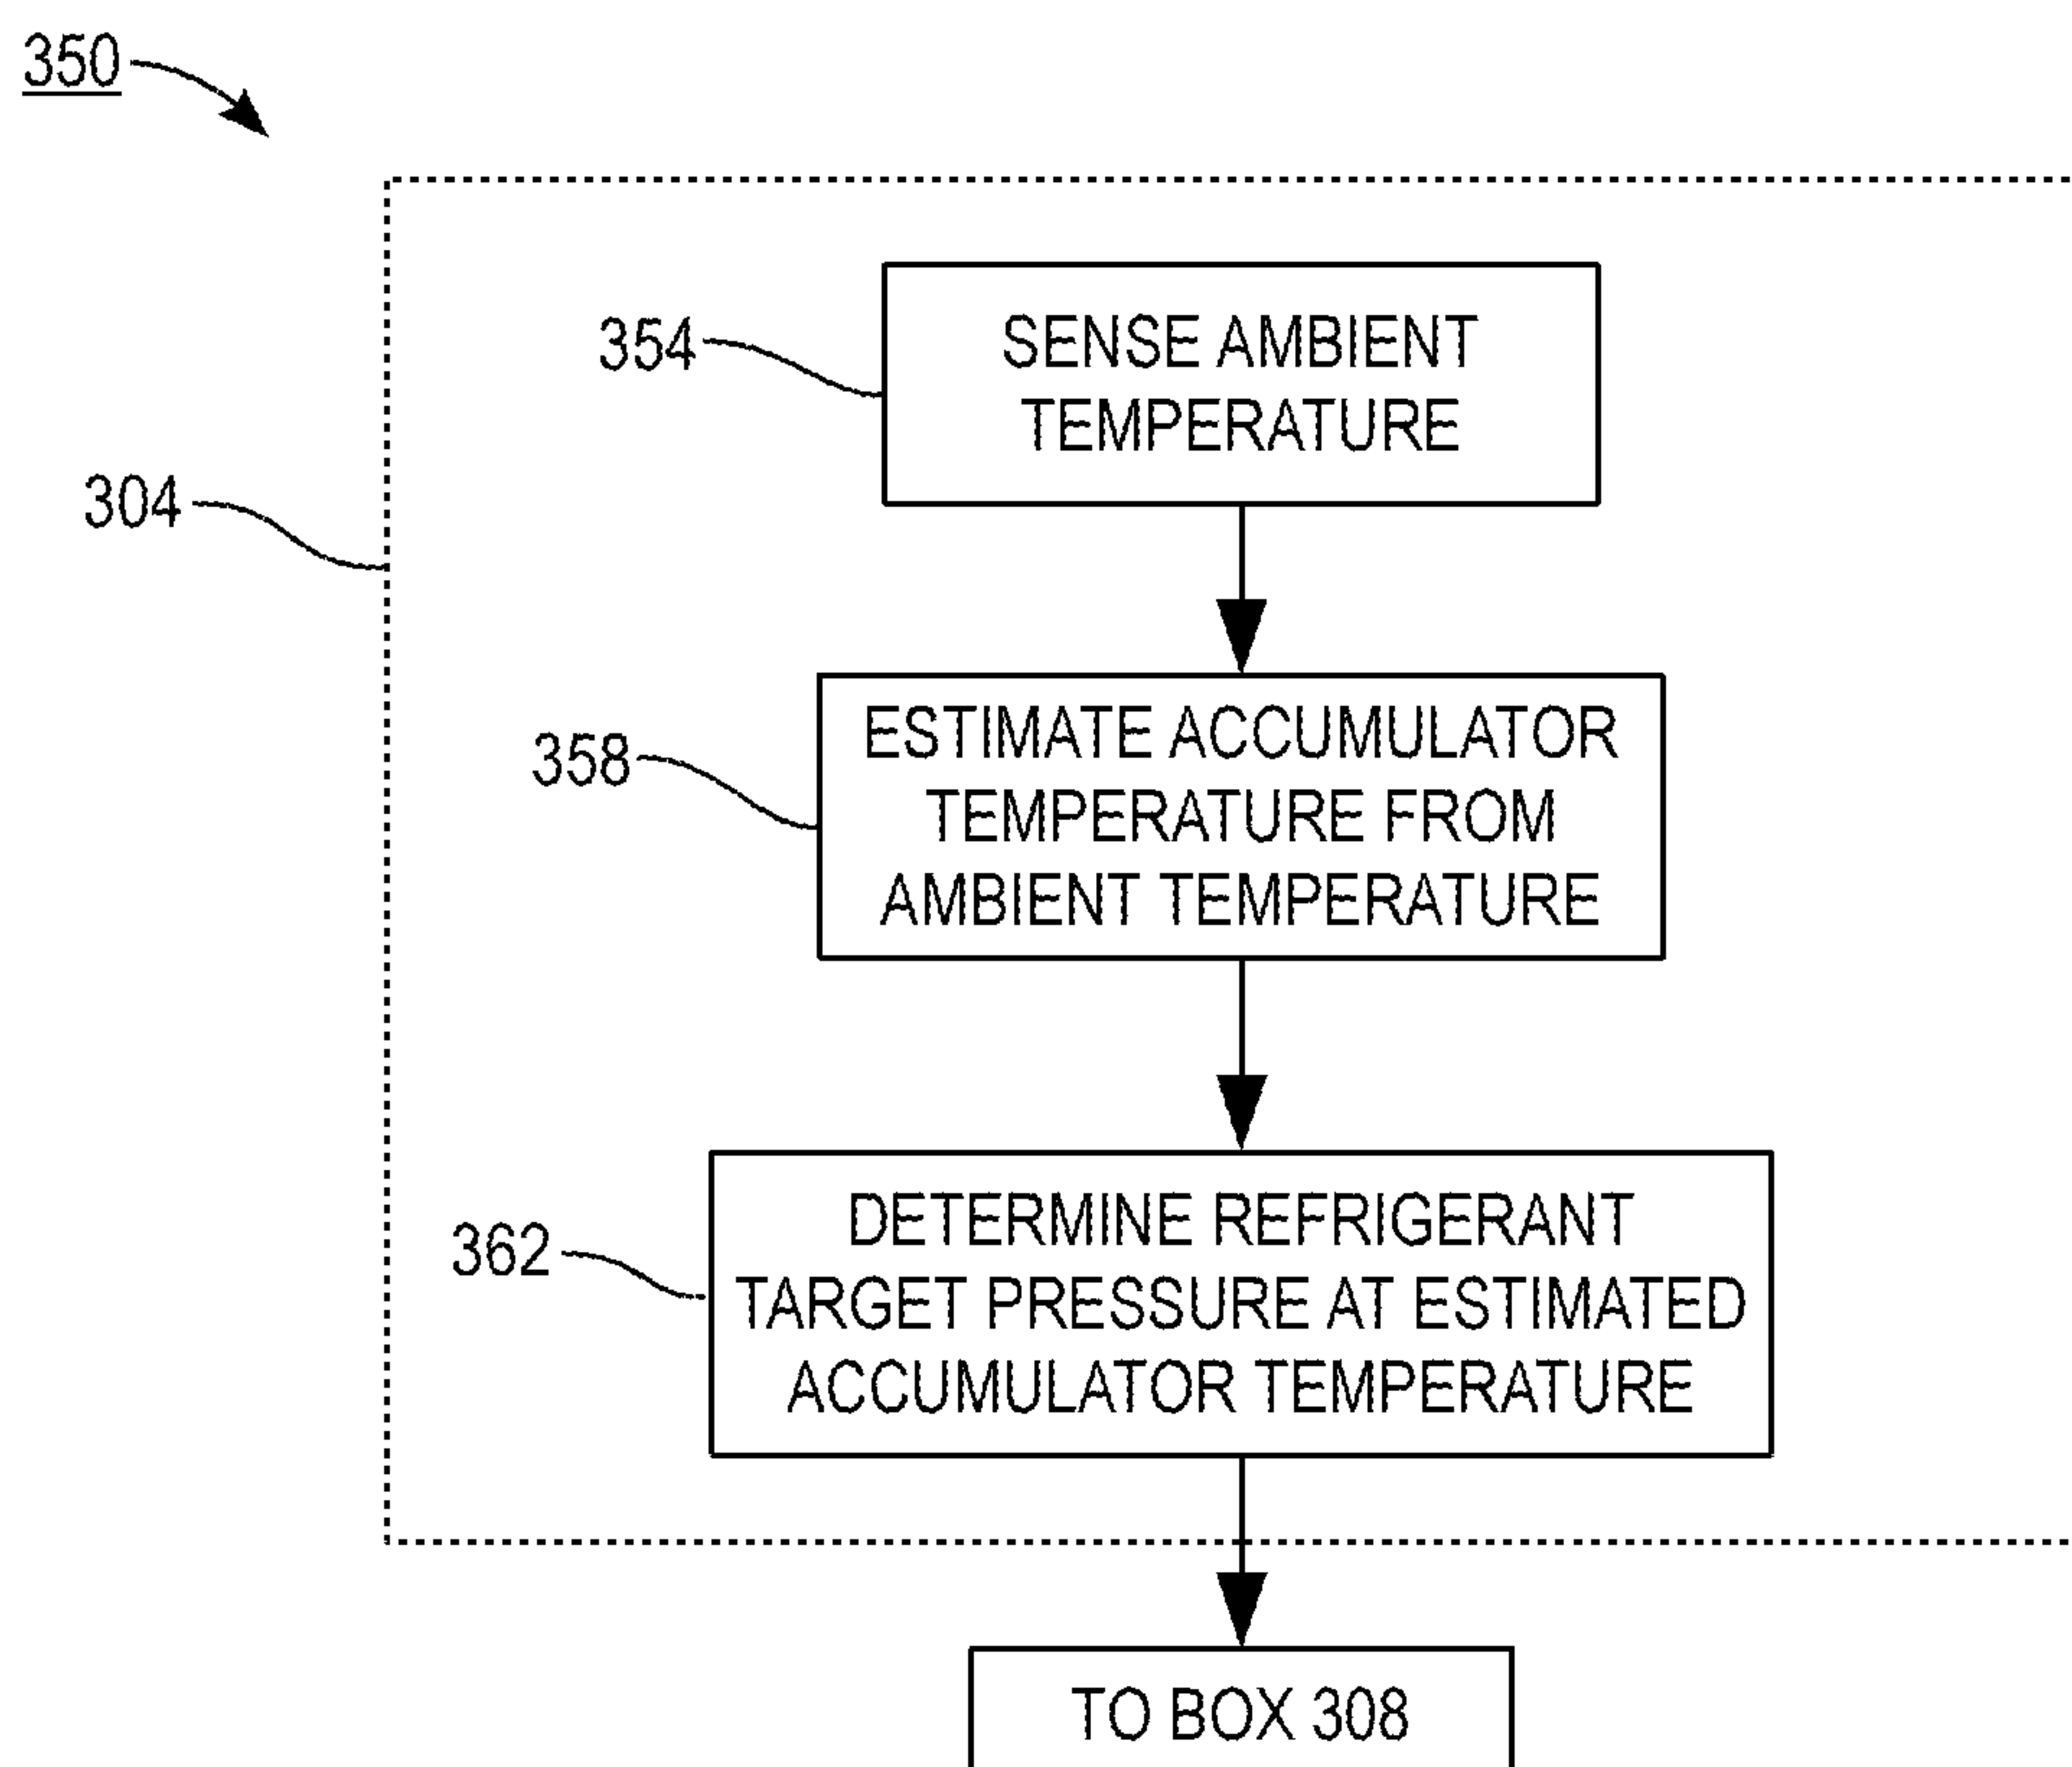 350
354
SENSE AMBIENT
TEMPERATURE
304
358
ESTIMATE ACCUMULATOR
TEMPERATURE FROM
AMBIENT TEMPERATURE
362
DETERMINE REFRIGERANT
TARGET PRESSURE AT ESTIMATED
ACCUMULATOR TEMPERATURE
TO BOX 308